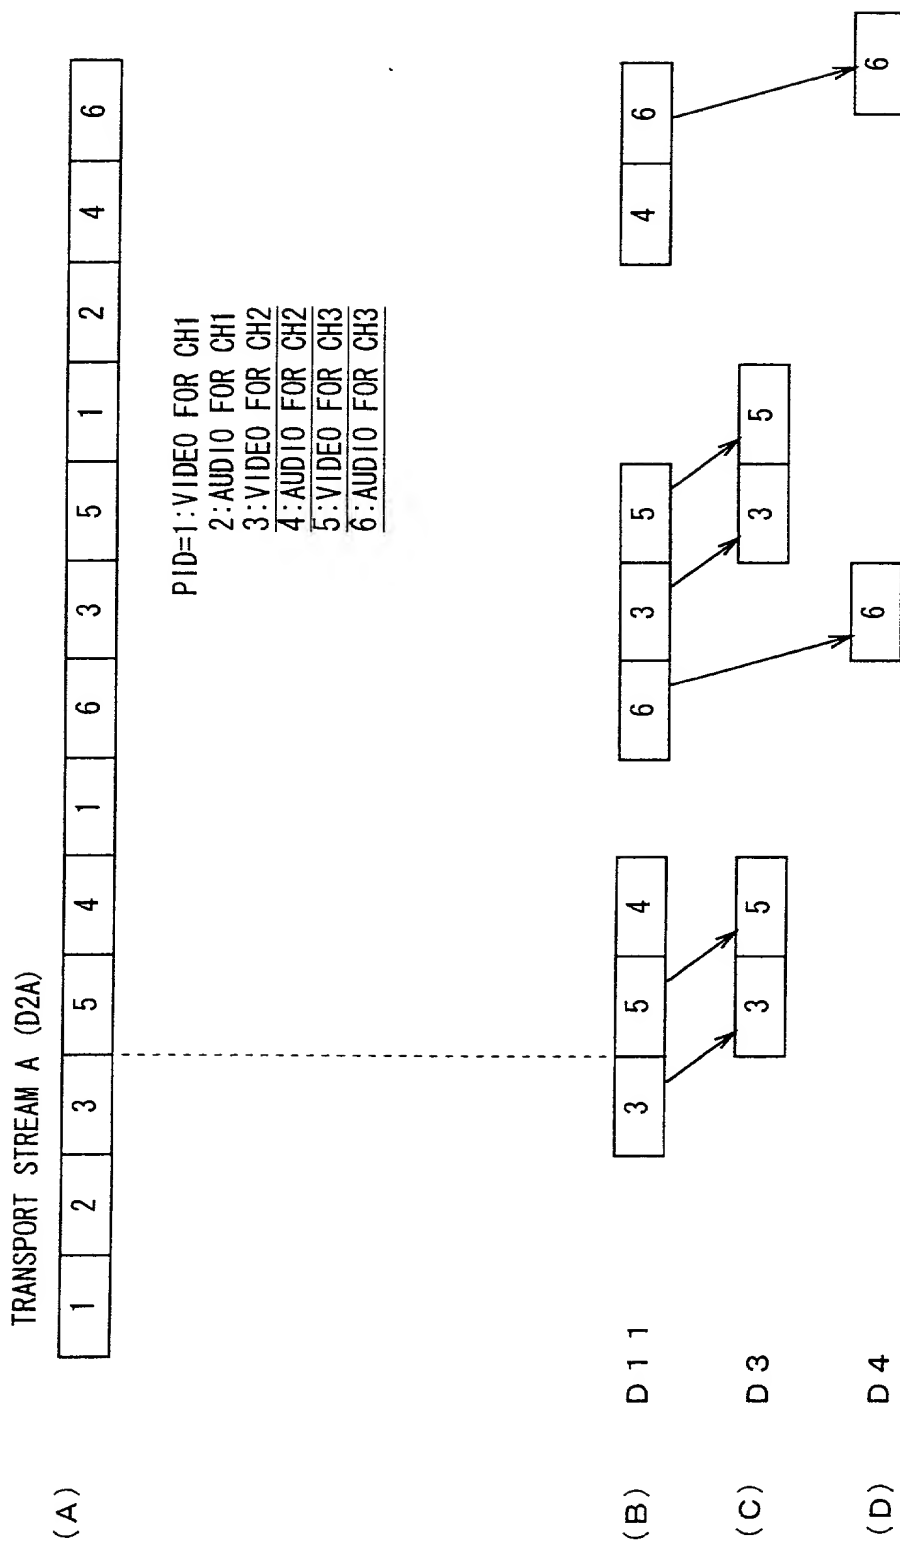 TRANSPORT STREAM A (D2A)
(A)
1 2 3 5 4 1 6 3 5 1 2 4 6
PID=1:VIDEO FOR CH1
2:AUDIO FOR CH1
3:VIDEO FOR CH2
4:AUDIO FOR CH2
5:VIDEO FOR CH3
6:AUDIO FOR CH3
(B) D11 3 5 4 6 3 5 4 6
(C) D3 3 5 3 5
(D) D4 6 6